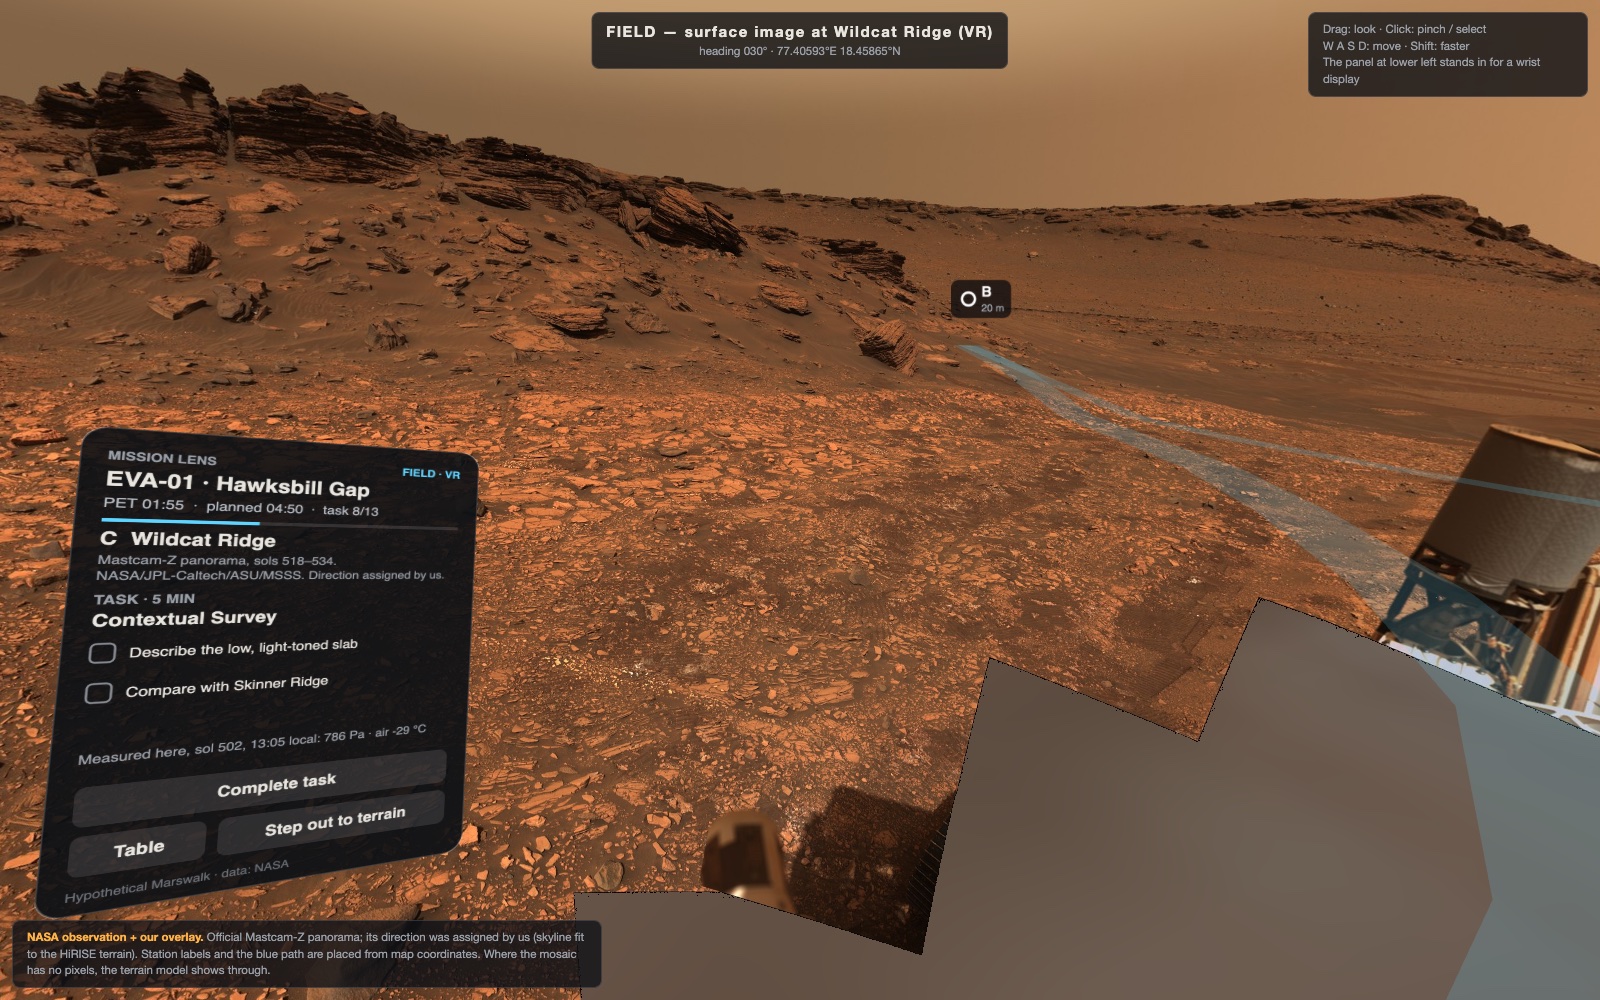 FIELD — surface image at Wildcat Ridge (VR)
heading 030° · 77.40593°E 18.45865°N
Drag: look · Click: pinch / select
W A S D: move · Shift: faster
The panel at lower left stands in for a wrist
display
B
20 m
MISSION LENS
FIELD · VR
EVA-01 · Hawksbill Gap
PET 01:55 · planned 04:50 · task 8/13
C Wildcat Ridge
Mastcam-Z panorama, sols 518–534.
NASA/JPL-Caltech/ASU/MSSS. Direction assigned by us.
TASK · 5 MIN
Contextual Survey
Describe the low, light-toned slab
Compare with Skinner Ridge
Measured here, sol 502, 13:05 local: 786 Pa · air -29 °C
Complete task
Table
Step out to terrain
Hypothetical Marswalk · data: NASA
NASA observation + our overlay. Official Mastcam-Z panorama; its direction was assigned by us (skyline fit
to the HiRISE terrain). Station labels and the blue path are placed from map coordinates. Where the mosaic
has no pixels, the terrain model shows through.